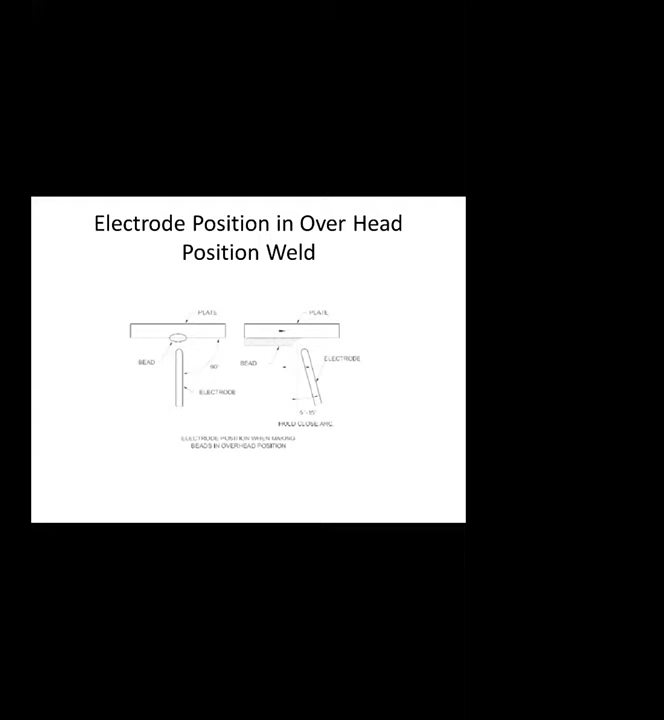 Electrode Position in Over Head
Position Weld
PLATE
PLATE
BEAD
90°
ELECTRODE
BEAD
ELECTRODE
HOLD CLOSE ARC
ELECTRODE POSITION WHEN MAKING
BEADS IN OVERHEAD POSITION